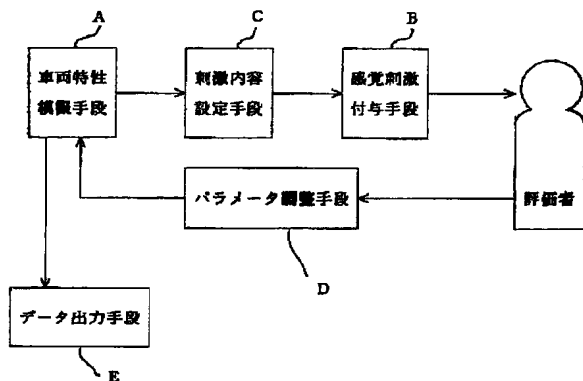 A
C
B
車両特性
模擬手段
刺激内容
設定手段
感覚刺激
付与手段
パラメータ調整手段
評価者
D
データ出力手段
E